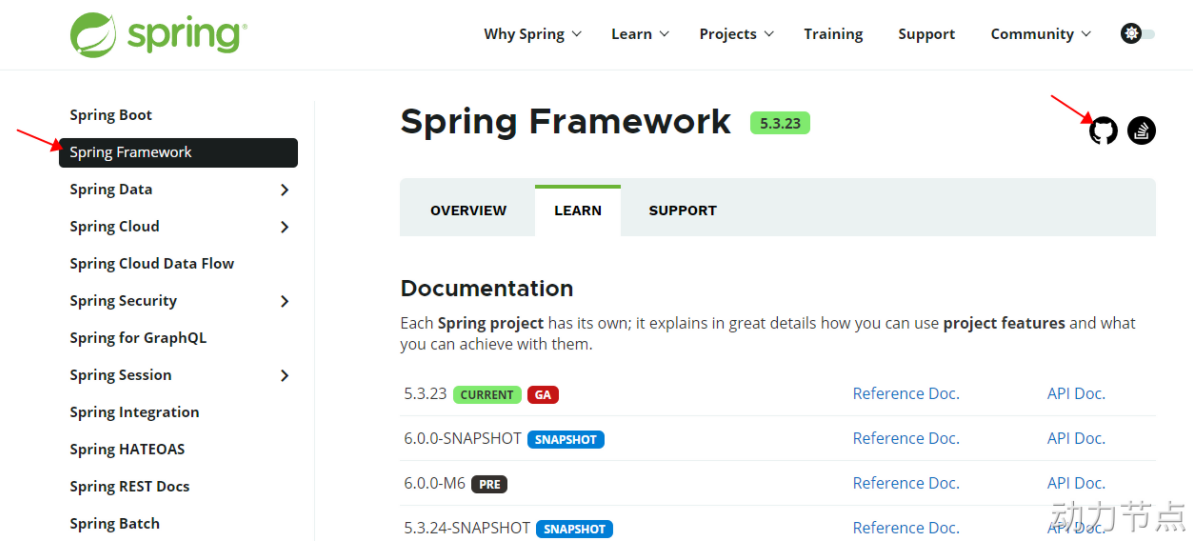 spring
Why Spring Learn Projects Training Support Community
Spring Boot
Spring Framework
Spring Data
Spring Cloud
Spring Cloud Data Flow
Spring Security
Spring for GraphQL
Spring Session
Spring Integration
Spring HATEOAS
Spring REST Docs
Spring Batch
Spring Framework 5.3.23
OVERVIEW LEARN SUPPORT
Documentation
Each Spring project has its own; it explains in great details how you can use project features and what
you can achieve with them.
5.3.23 CURRENT GA Reference Doc. API Doc.
6.0.0-SNAPSHOT SNAPSHOT Reference Doc. API Doc.
6.0.0-M6 PRE Reference Doc. API Doc.
5.3.24-SNAPSHOT SNAPSHOT Reference Doc. API Doc.
动力节点